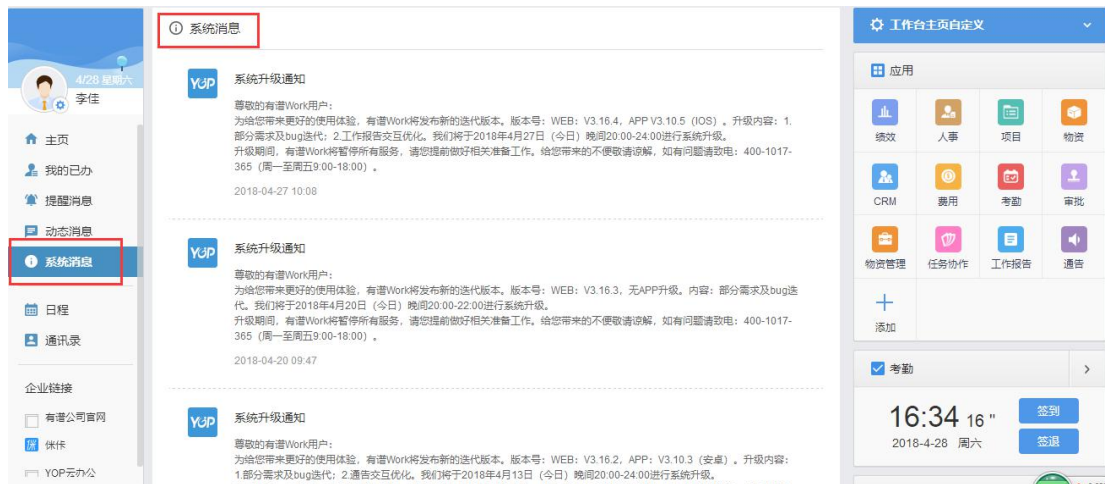 4/28 星期六
李佳
主页
我的已办
提醒消息
动态消息
系统消息
日程
通讯录
企业链接
有谱公司官网
咪卡
YOP云办公
系统消息
YOP
系统升级通知
尊敬的有谱Work用户：
为给您带来更好的使用体验，有谱Work将发布新的迭代版本。版本号：WEB：V3.16.4，APP V3.10.5（IOS）。升级内容：1.
部分需求及bug迭代；2.工作报告交互优化。我们将于2018年4月27日（今日）晚间20:00-24:00进行系统升级。
升级期间，有谱Work将暂停所有服务，请您提前做好相关准备工作。给您带来的不便敬请谅解，如有问题请致电：400-1017-
365（周一至周五9:00-18:00）。
2018-04-27 10:08
YOP
系统升级通知
尊敬的有谱Work用户：
为给您带来更好的使用体验，有谱Work将发布新的迭代版本。版本号：WEB：V3.16.3，无APP升级。内容：部分需求及bug迭
代。我们将于2018年4月20日（今日）晚间20:00-22:00进行系统升级。
升级期间，有谱Work将暂停所有服务，请您提前做好相关准备工作。给您带来的不便敬请谅解，如有问题请致电：400-1017-
365（周一至周五9:00-18:00）。
2018-04-20 09:47
YOP
系统升级通知
尊敬的有谱Work用户：
为给您带来更好的使用体验，有谱Work将发布新的迭代版本。版本号：WEB：V3.16.2，APP：V3.10.3（安卓）。升级内容：
1.部分需求及bug迭代；2.通告交互优化。我们将于2018年4月13日（今日）晚间20:00-24:00进行系统升级。
工作台主页自定义
应用
绩效 人事 项目 物资
CRM 费用 考勤 审批
物资管理 任务协作 工作报告 通告
添加
考勤
16:34 16 "
2018-4-28 周六
签到
签退